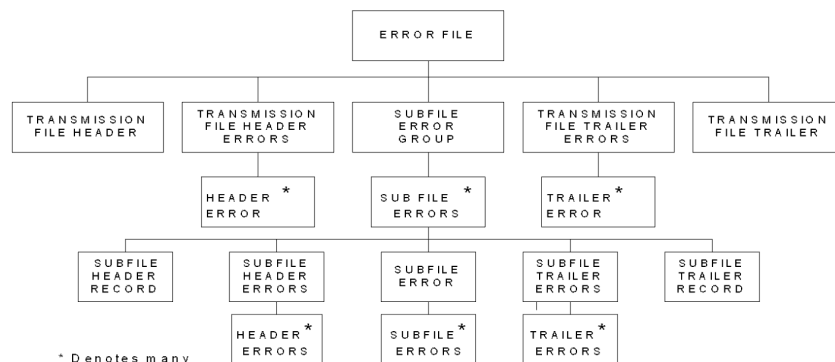 ERROR FILE
TRANSMISSION
FILE HEADER
TRANSMISSION
FILE HEADER
ERRORS
SUBFILE
ERROR
GROUP
TRANSMISSION
FILE TRAILER
ERRORS
TRANSMISSION
FILE TRAILER
HEADER *
ERROR
SUB FILE *
ERRORS
TRAILER *
ERROR
SUBFILE
HEADER
RECORD
SUBFILE
HEADER
ERRORS
SUBFILE
ERROR
SUBFILE
TRAILER
ERRORS
SUBFILE
TRAILER
RECORD
HEADER *
ERRORS
SUBFILE *
ERRORS
TRAILER *
ERRORS
* Denotes many